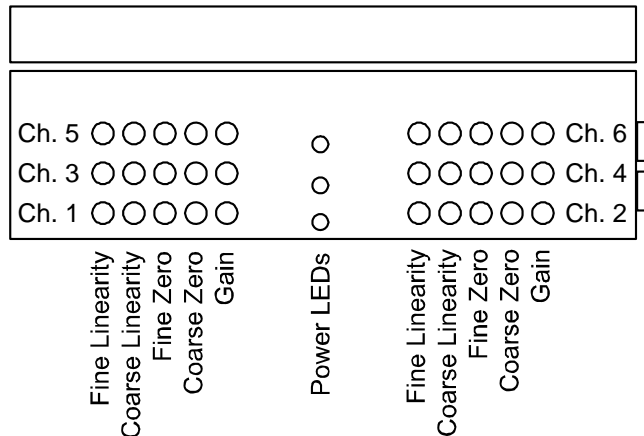 Ch. 5
Ch. 6
Ch. 3
Ch. 4
Ch. 1
Ch. 2
Fine Linearity
Coarse Linearity
Fine Zero
Coarse Zero
Gain
Power LEDs
Fine Linearity
Coarse Linearity
Fine Zero
Coarse Zero
Gain